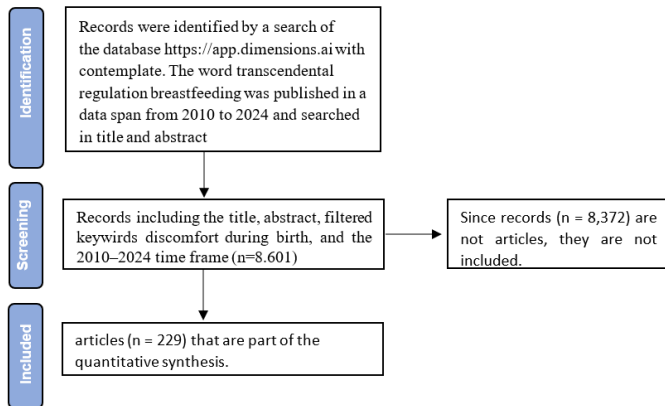 Identification
Records were identified by a search of
the database https://app.dimensions.ai with
contemplate. The word transcendental
regulation breastfeeding was published in a
data span from 2010 to 2024 and searched
in title and abstract
Screening
Records including the title, abstract, filtered
keywirds discomfort during birth, and the
2010–2024 time frame (n=8.601)
Since records (n = 8,372) are
not articles, they are not
included.
Included
articles (n = 229) that are part of the
quantitative synthesis.